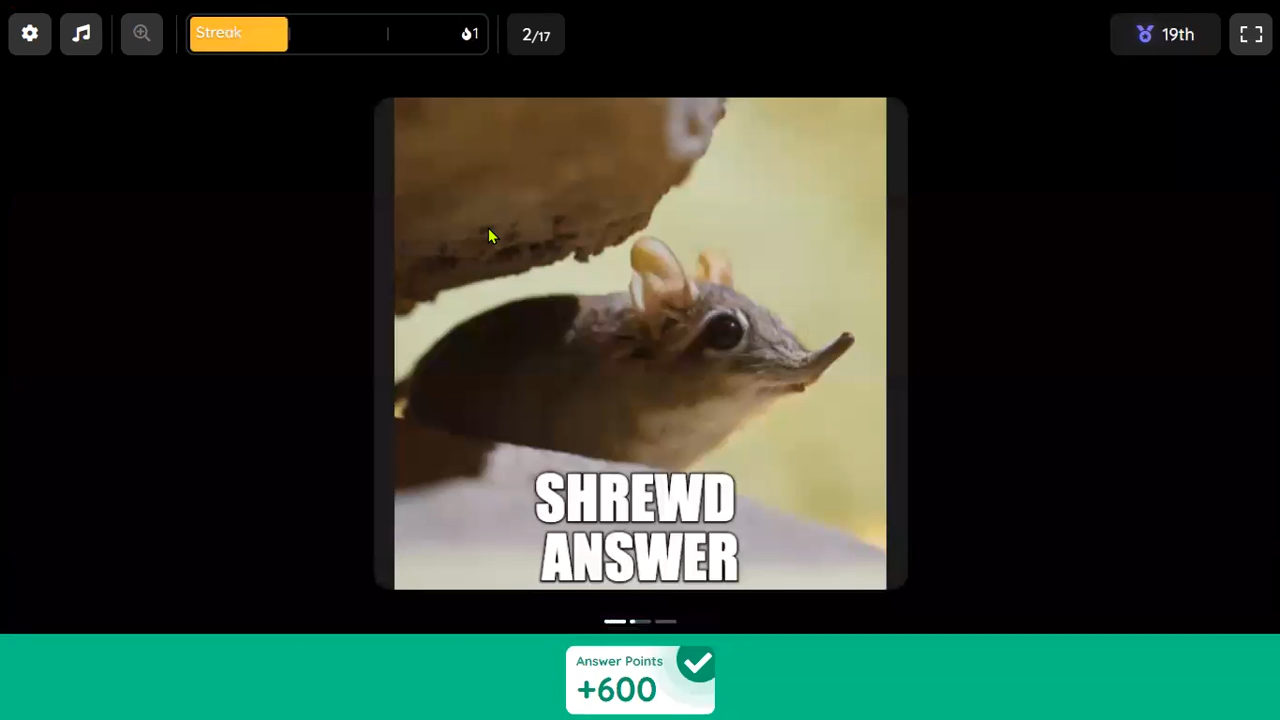 Streak
1
2/17
19th
SHREWD
ANSWER
Answer Points
+600